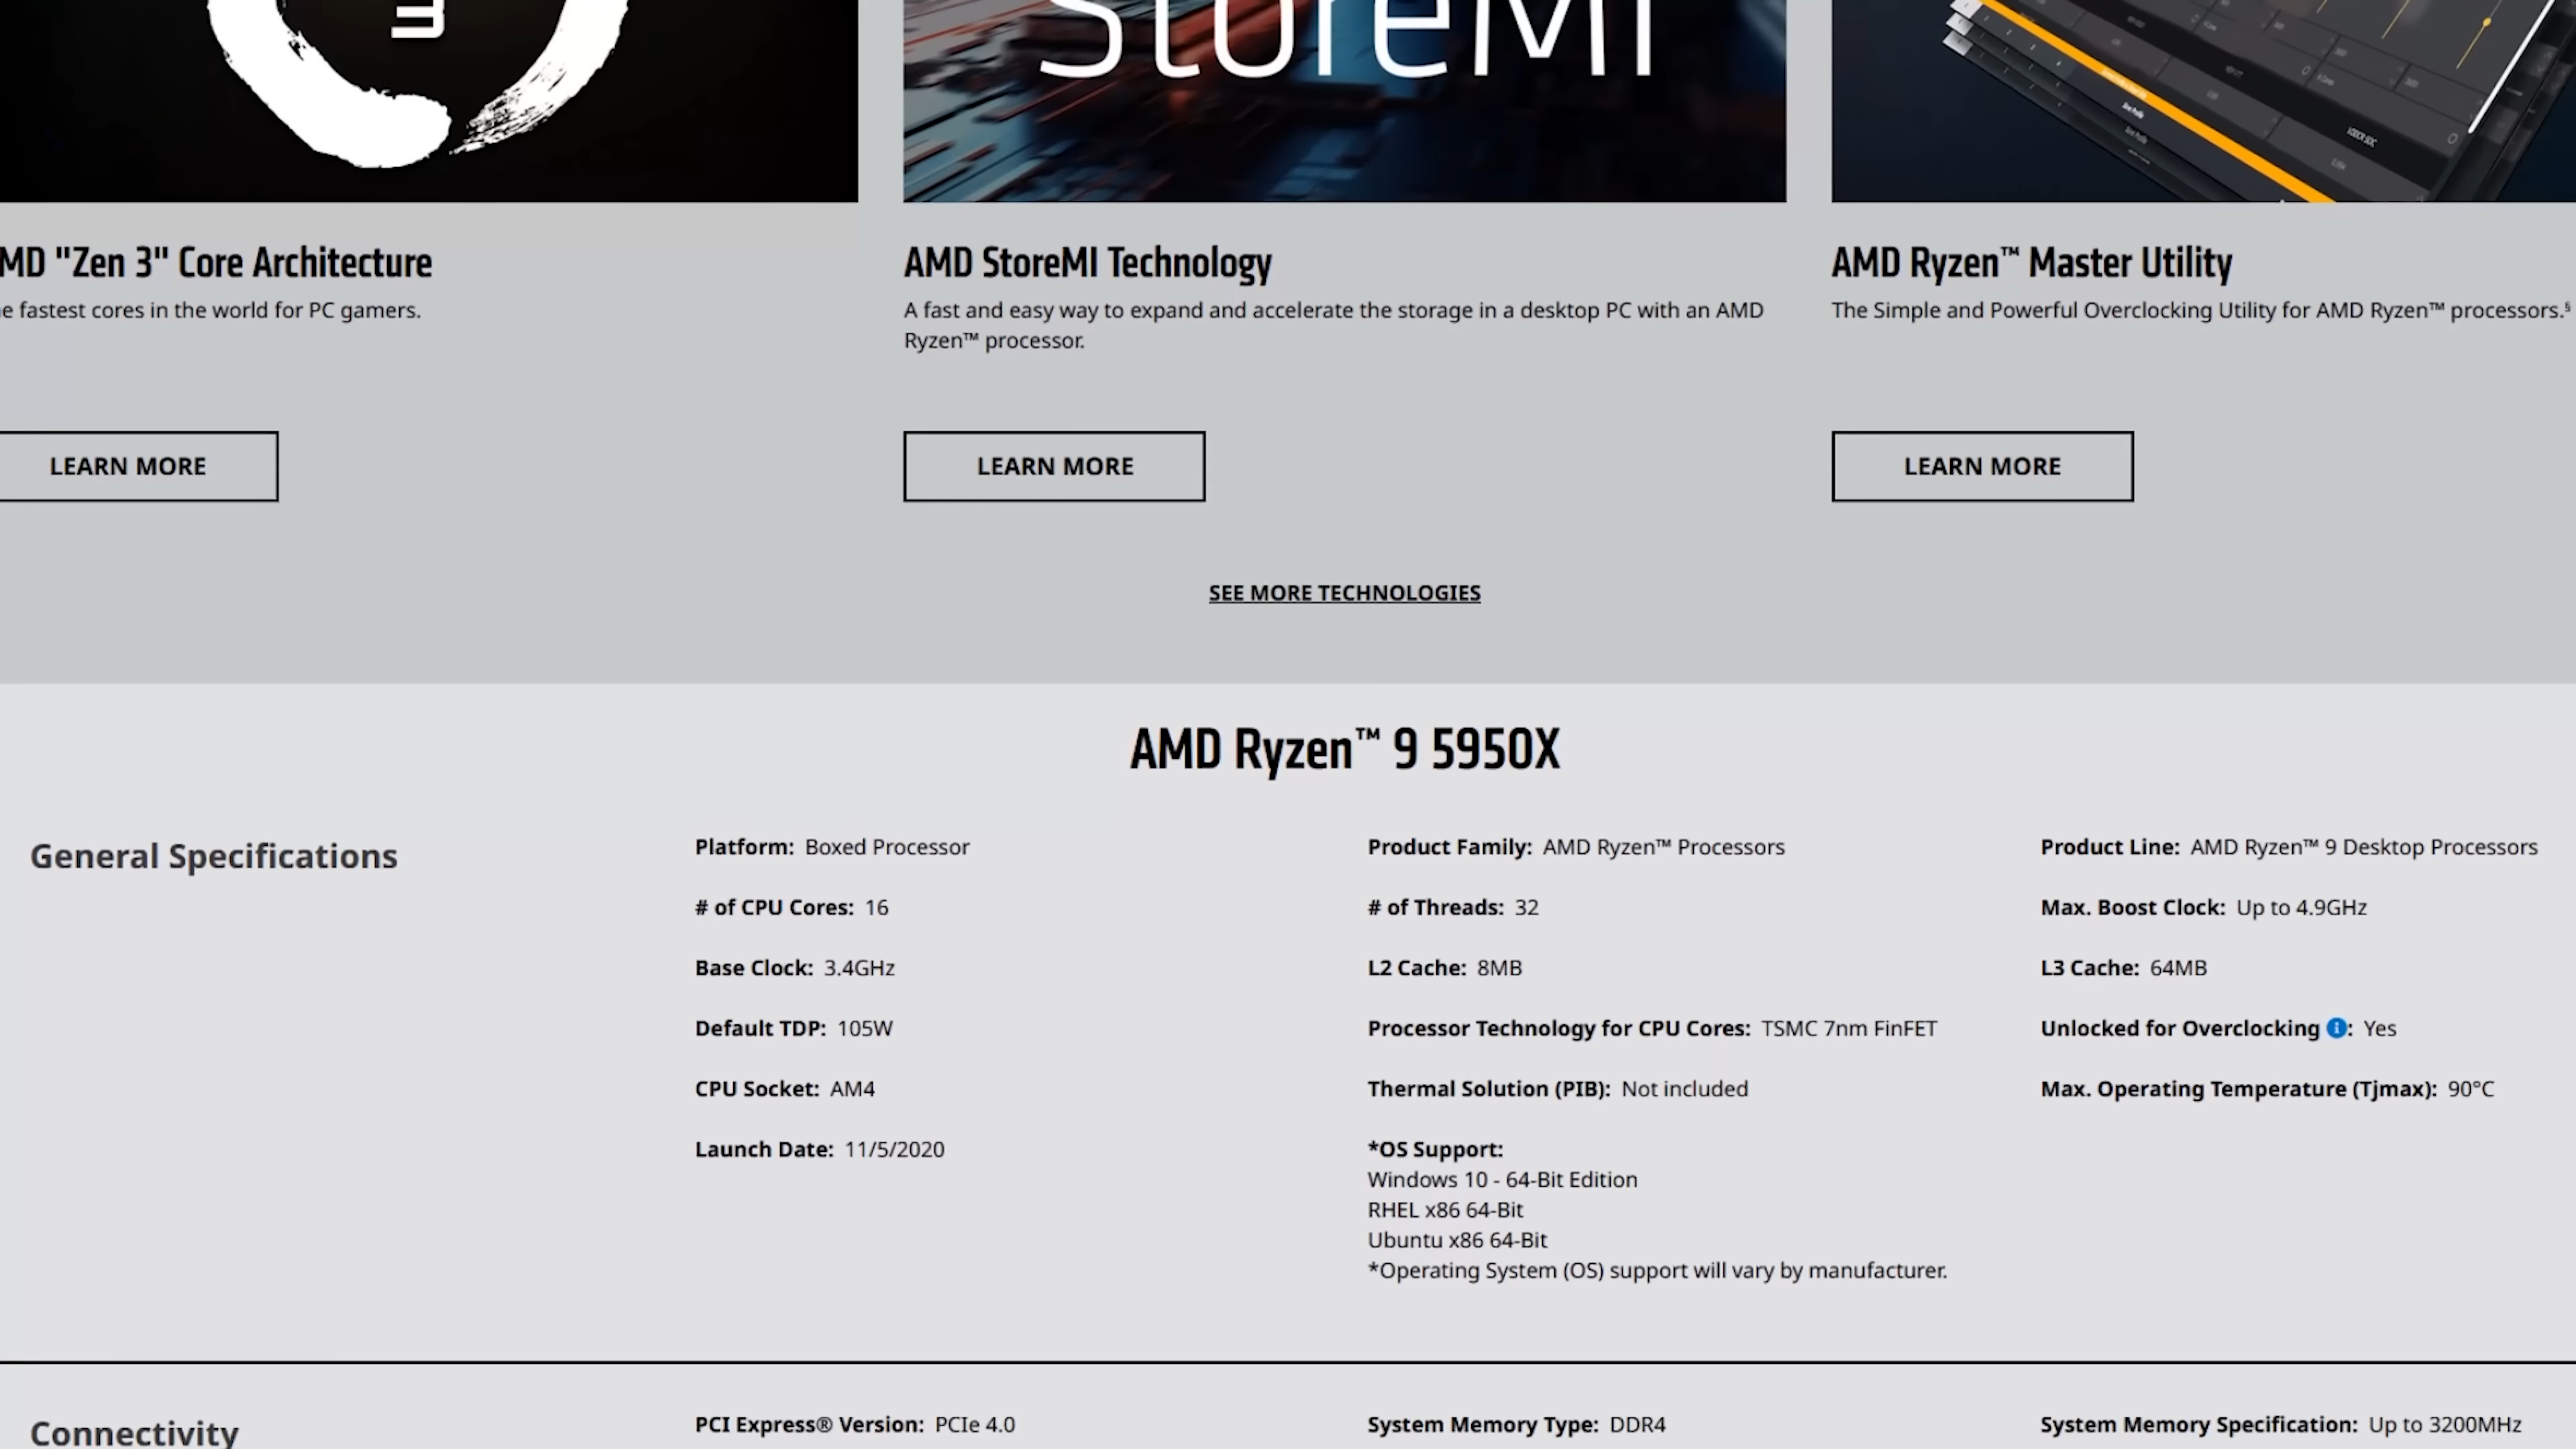 3
StoreMI
MD "Zen 3" Core Architecture
e fastest cores in the world for PC gamers.
LEARN MORE
AMD StoreMI Technology
A fast and easy way to expand and accelerate the storage in a desktop PC with an AMD
Ryzen™ processor.
LEARN MORE
AMD Ryzen™ Master Utility
The Simple and Powerful Overclocking Utility for AMD Ryzen™ processors.§
LEARN MORE
SEE MORE TECHNOLOGIES
AMD Ryzen™ 9 5950X
General Specifications
Platform: Boxed Processor
Product Family: AMD Ryzen™ Processors
Product Line: AMD Ryzen™ 9 Desktop Processors
# of CPU Cores: 16
# of Threads: 32
Max. Boost Clock: Up to 4.9GHz
Base Clock: 3.4GHz
L2 Cache: 8MB
L3 Cache: 64MB
Default TDP: 105W
Processor Technology for CPU Cores: TSMC 7nm FinFET
Unlocked for Overclocking i: Yes
CPU Socket: AM4
Thermal Solution (PIB): Not included
Max. Operating Temperature (Tjmax): 90°C
Launch Date: 11/5/2020
*OS Support:
Windows 10 - 64-Bit Edition
RHEL x86 64-Bit
Ubuntu x86 64-Bit
*Operating System (OS) support will vary by manufacturer.
Connectivity
PCI Express® Version: PCIe 4.0
System Memory Type: DDR4
System Memory Specification: Up to 3200MHz